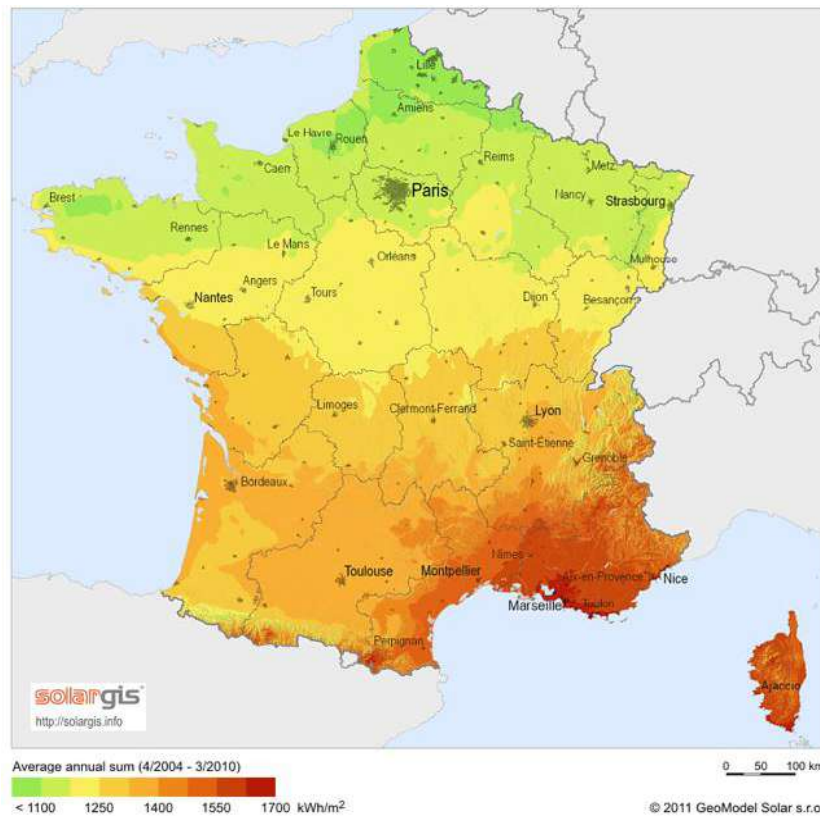 Lille
Amiens
Le Havre
Rouen
Caen
Reims
Metz
Paris
Nancy
Strasbourg
Brest
Rennes
Le Mans
Orléans
Mulhouse
Angers
Nantes
Tours
Dijon
Besançon
Limoges
Clermont-Ferrand
Lyon
Saint-Étienne
Grenoble
Bordeaux
Nîmes
Toulouse
Montpellier
Aix-en-Provence
Nice
Marseille
Toulon
Perpignan
Ajaccio
solargis
http://solargis.info
Average annual sum (4/2004 - 3/2010)
0 50 100 km
< 1100 1250 1400 1550 1700 kWh/m²
© 2011 GeoModel Solar s.r.o